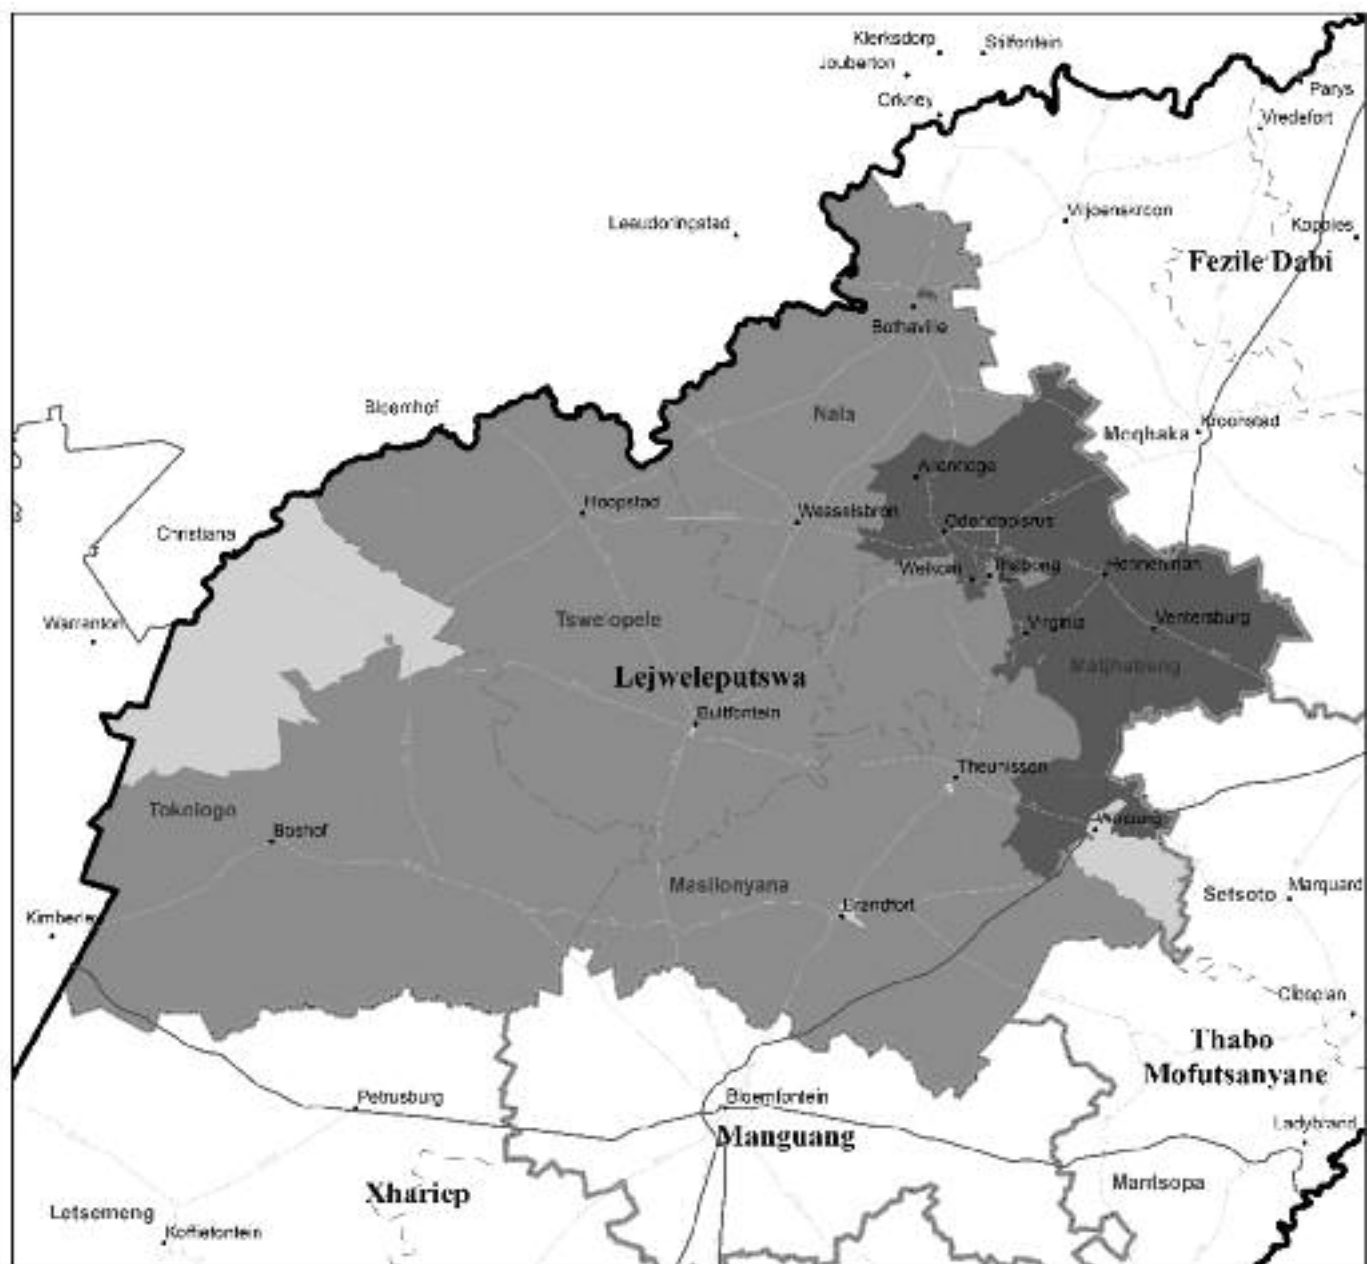 Klerksdorp
Stilfontein
Jouberton
Orkney
Parys
Vredefort
Leeudoringstad
Viljoenskroon
Koppies
Fezile Dabi
Bothaville
Bloemhof
Nala
Moqhaka
Kroonstad
Allanridge
Hoopstad
Wesselsbron
Odendaalsrus
Christiana
Welkom
Thabong
Hennenman
Warrenton
Tswelopele
Virginia
Ventersburg
Matjhabeng
Lejweleputswa
Bultfontein
Theunissen
Tokologo
Boshof
Winburg
Masilonyana
Setsoto
Marquard
Brandfort
Kimberley
Clocolan
Thabo
Mofutsanyane
Petrusburg
Bloemfontein
Ladybrand
Manguang
Xhariep
Mantsopa
Letsemeng
Koffiefontein